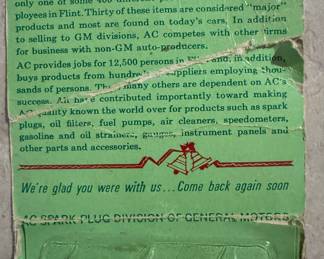 only one of some 400 different
ployees in Flint. Thirty of these items are considered "major"
products and most are found on today's cars. In addition
to selling to GM divisions, AC competes with other firms
for business with non-GM auto producers.
AC provides jobs for 12,500 persons in and, in addition,
buys products from suppliers employing thou-
sands of persons. many others are dependent on AC's
success. All have contributed importantly toward making
AC quality known the world over for products such as spark
plugs, oil filters, fuel pumps, air cleaners, speedometers,
gasoline and oil strainers, gauges, instrument panels and
other parts and accessories.
We're glad you were with us...Come back again soon
AC SPARK PLUG DIVISION OF GENERAL MOTORS